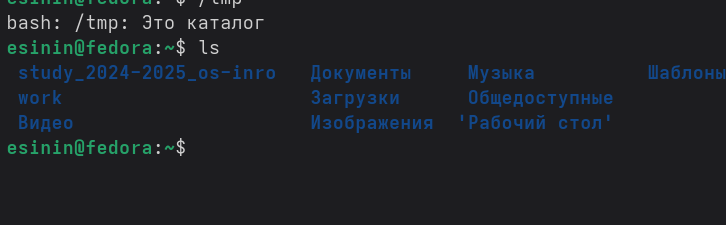 esinin@fedora:~$ /tmp
bash: /tmp: Это каталог
esinin@fedora:~$ ls
study_2024-2025_os-inro Документы Музыка Шаблоны
work Загрузки Общедоступные
Видео Изображения 'Рабочий стол'
esinin@fedora:~$